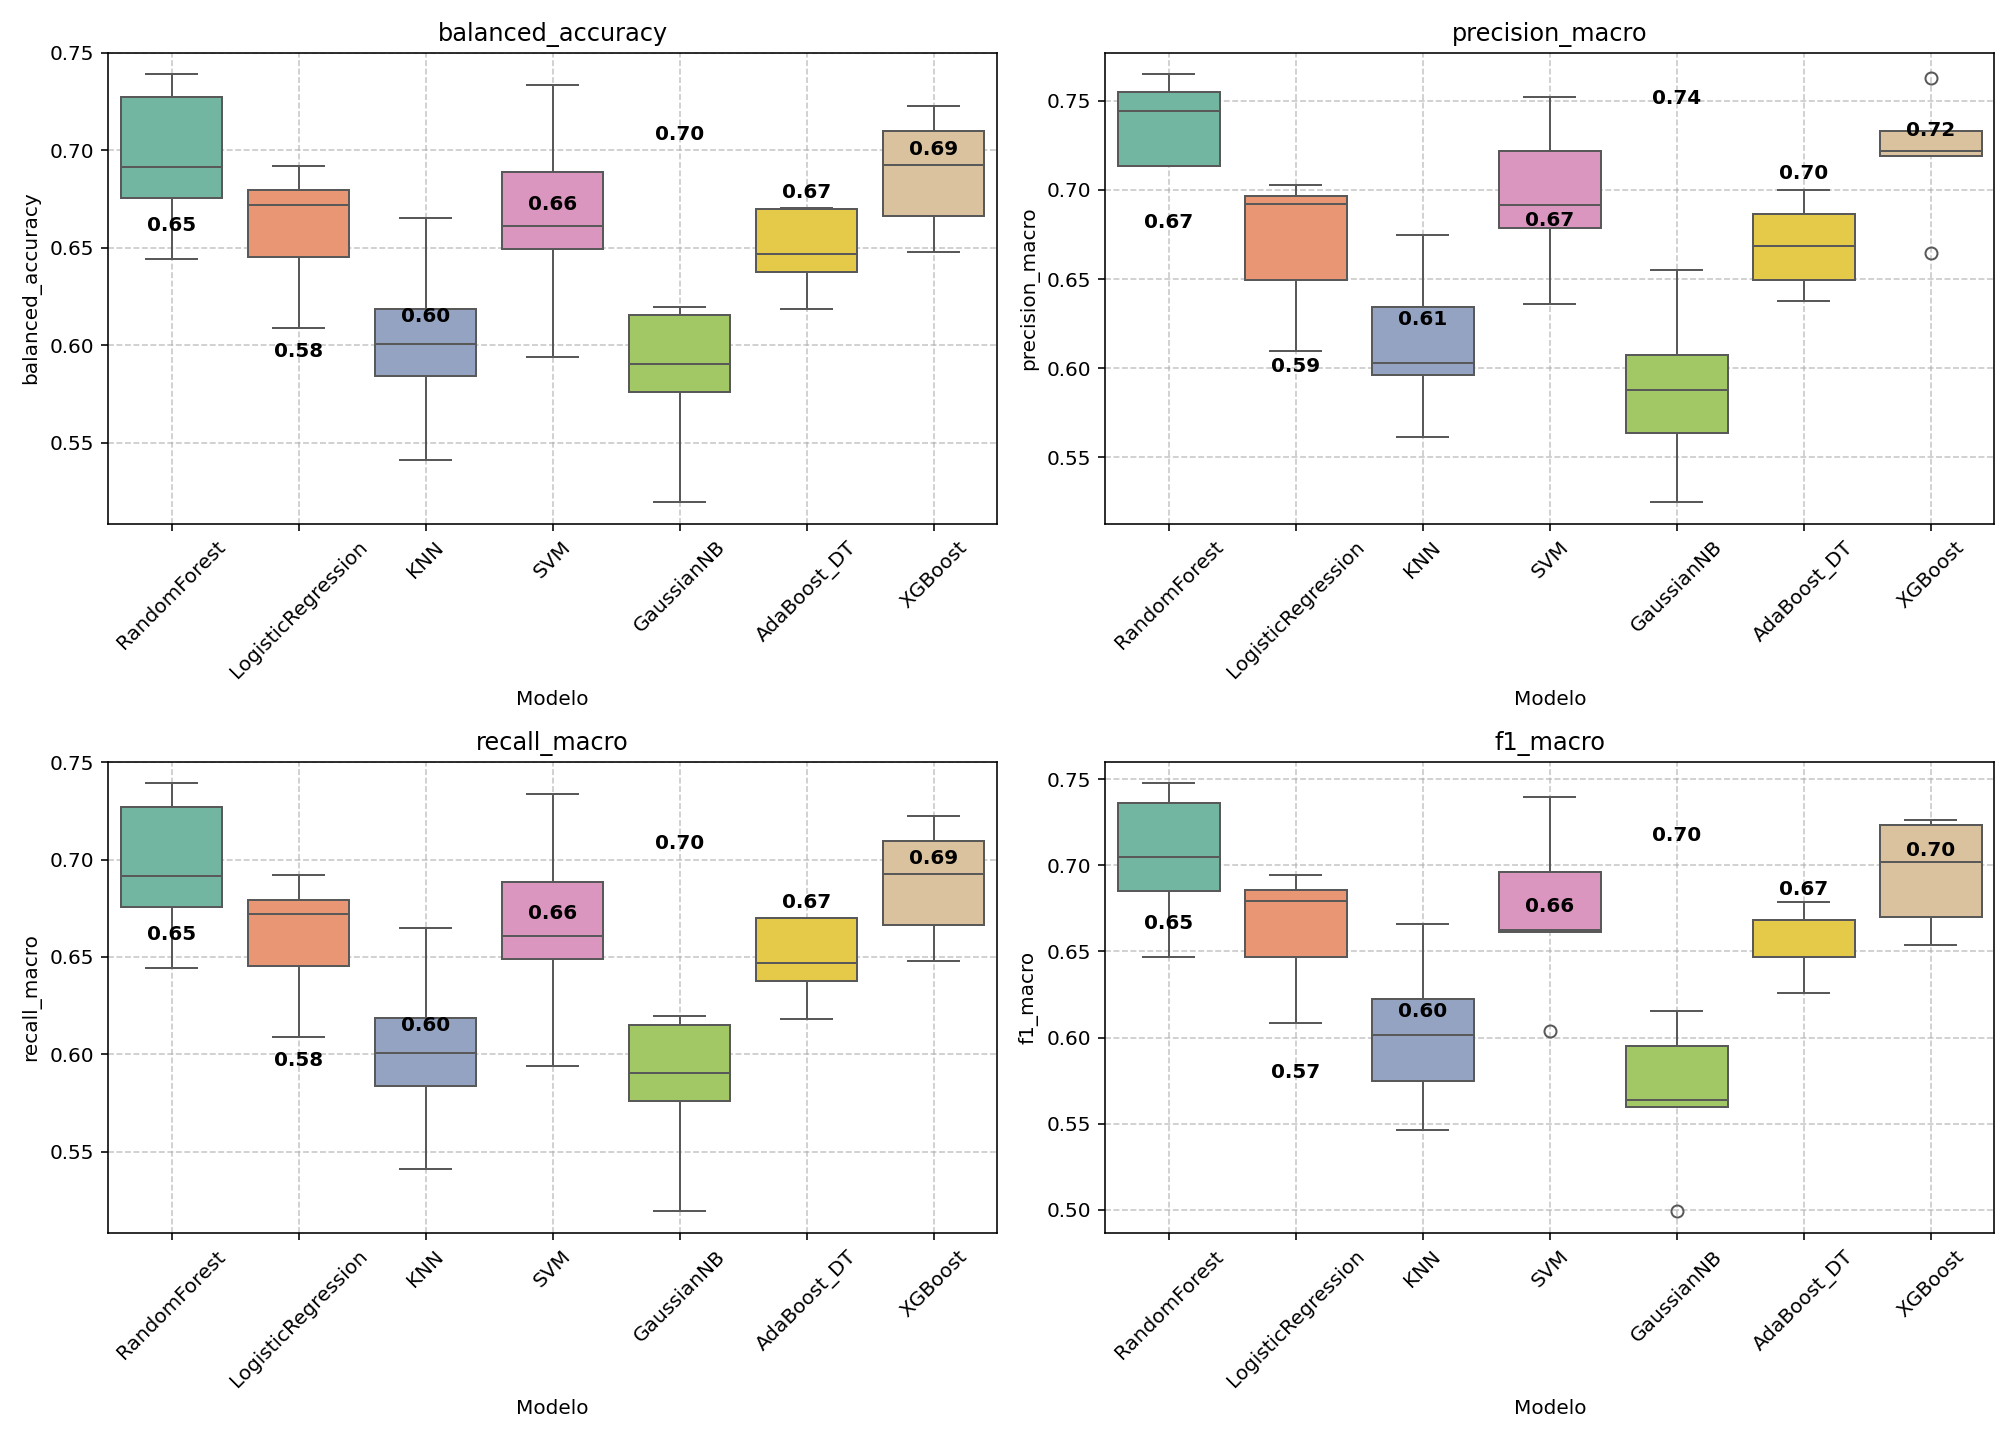 balanced_accuracy
balanced_accuracy
0.75
0.70
0.65
0.60
0.55
0.65
0.58
0.60
0.66
0.70
0.67
0.69
RandomForest
LogisticRegression
KNN
SVM
GaussianNB
AdaBoost_DT
XGBoost
Modelo
precision_macro
precision_macro
0.75
0.70
0.65
0.60
0.55
0.67
0.59
0.61
0.67
0.74
0.70
0.72
RandomForest
LogisticRegression
KNN
SVM
GaussianNB
AdaBoost_DT
XGBoost
Modelo
recall_macro
recall_macro
0.75
0.70
0.65
0.60
0.55
0.65
0.58
0.60
0.66
0.70
0.67
0.69
RandomForest
LogisticRegression
KNN
SVM
GaussianNB
AdaBoost_DT
XGBoost
Modelo
f1_macro
f1_macro
0.75
0.70
0.65
0.60
0.55
0.50
0.65
0.57
0.60
0.66
0.70
0.67
0.70
RandomForest
LogisticRegression
KNN
SVM
GaussianNB
AdaBoost_DT
XGBoost
Modelo